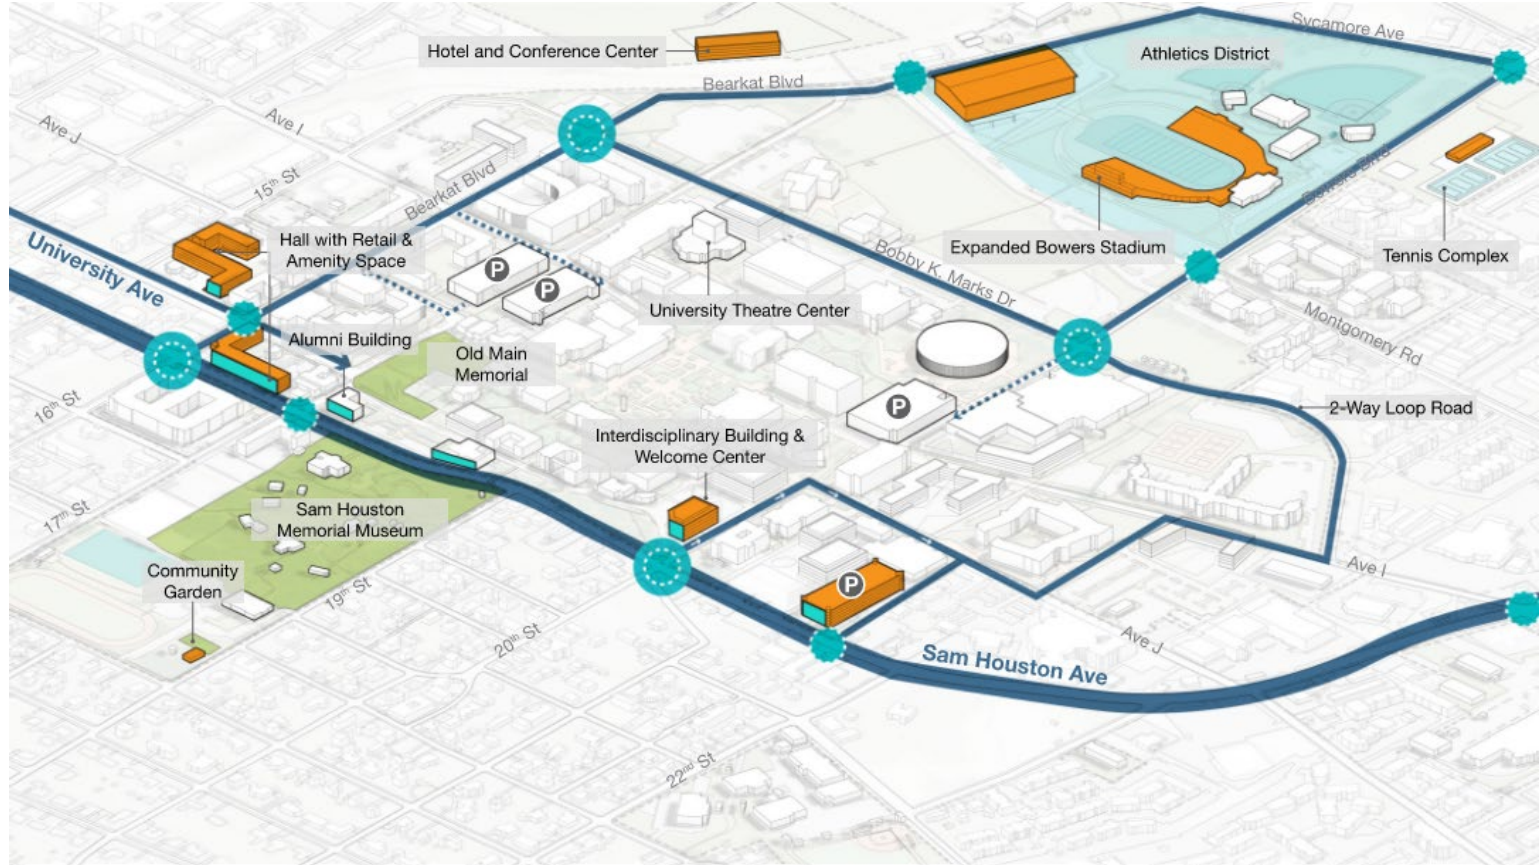 Sycamore Ave
Hotel and Conference Center
Athletics District
Bearkat Blvd
Ave J
Ave I
15th St
Bearkat Blvd
Bowers Blvd
University Ave
Hall with Retail &
Amenity Space
P
P
Expanded Bowers Stadium
Tennis Complex
Bobby K. Marks Dr
University Theatre Center
Montgomery Rd
Alumni Building
Old Main
Memorial
16th St
P
2-Way Loop Road
Interdisciplinary Building &
Welcome Center
17th St
Sam Houston
Memorial Museum
Community
Garden
19th St
P
Ave I
20th St
Ave J
Sam Houston Ave
22nd St